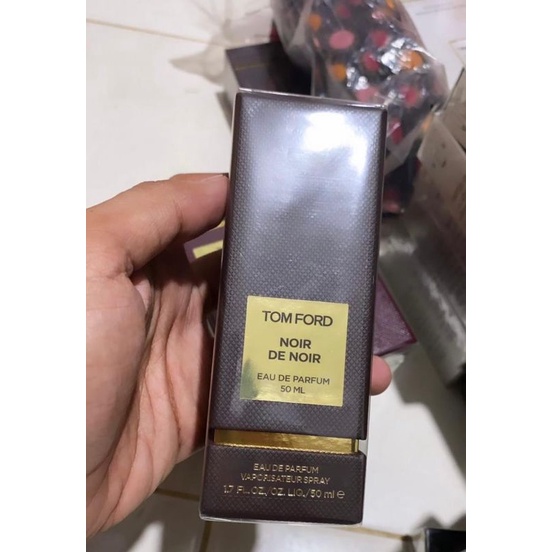 TOM FORD
NOIR
DE NOIR
EAU DE PARFUM
50 ML
EAU DE PARFUM
VAPORISATEUR SPRAY
1.7 FL.OZ./OZ. LIQ./50 ml ℮